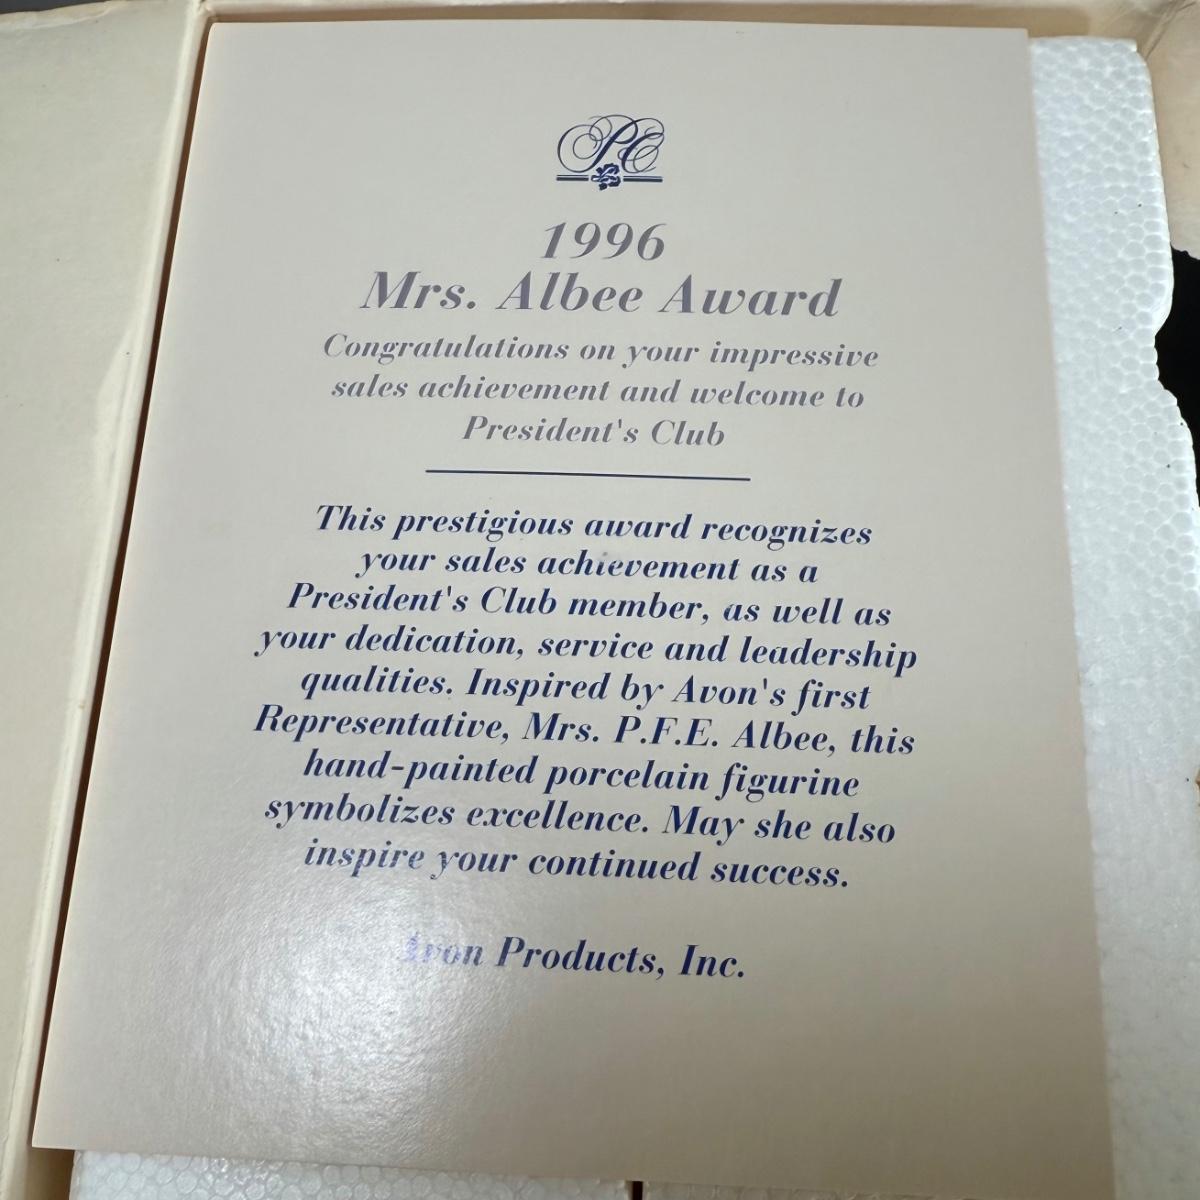 PC
1996
Mrs. Albee Award
Congratulations on your impressive
sales achievement and welcome to
President's Club
This prestigious award recognizes
your sales achievement as a
President's Club member, as well as
your dedication, service and leadership
qualities. Inspired by Avon's first
Representative, Mrs. P.F.E. Albee, this
hand-painted porcelain figurine
symbolizes excellence. May she also
inspire your continued success.
Avon Products, Inc.